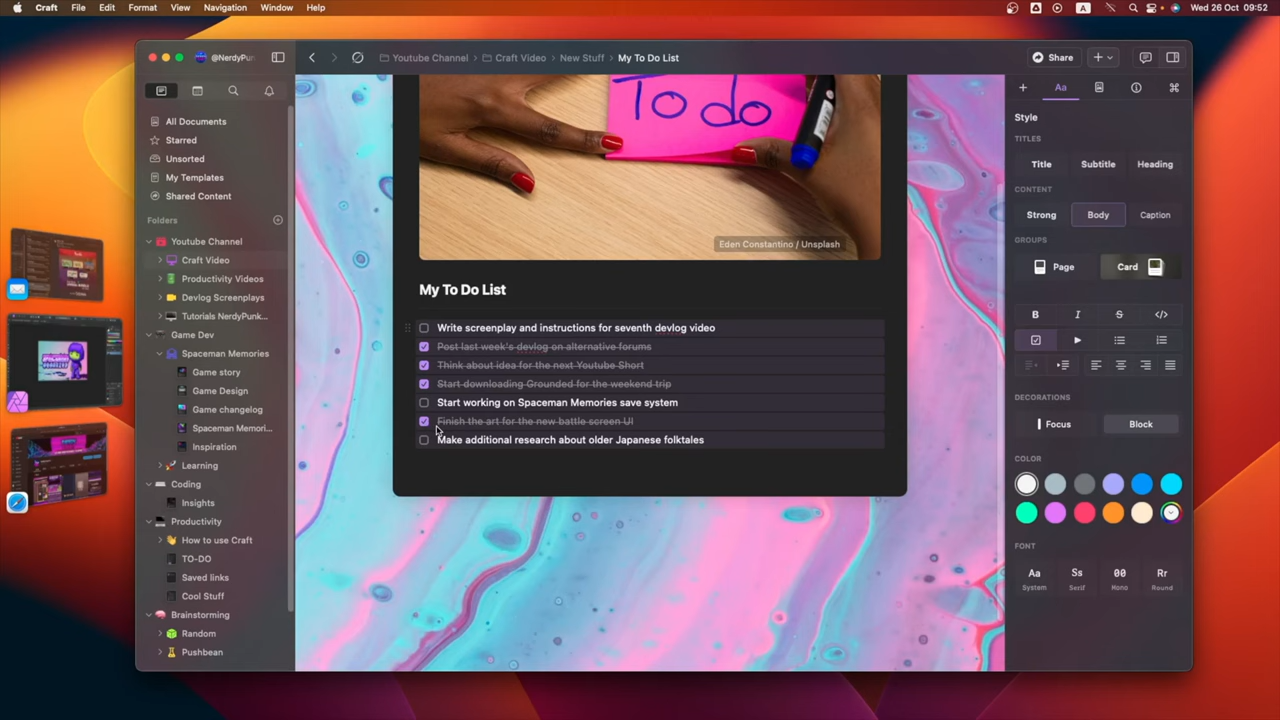 Craft File Edit Format View Navigation Window Help
A
Wed 26 Oct 09:52
@NerdyPun
Youtube Channel › Craft Video › New Stuff › My To Do List
Share
All Documents
Starred
Unsorted
My Templates
Shared Content
Folders
Youtube Channel
Craft Video
Productivity Videos
Devlog Screenplays
Tutorials NerdyPunk...
Game Dev
Spaceman Memories
Game story
Game Design
Game changelog
Spaceman Memori...
Inspiration
Learning
Coding
Insights
Productivity
How to use Craft
TO-DO
Saved links
Cool Stuff
Brainstorming
Random
Pushbean
To do
Eden Constantino / Unsplash
My To Do List
Write screenplay and instructions for seventh devlog video
Post last week's devlog on alternative forums
Think about idea for the next Youtube Short
Start downloading Grounded for the weekend trip
Start working on Spaceman Memories save system
Finish the art for the new battle screen UI
Make additional research about older Japanese folktales
Aa
Style
TITLES
Title Subtitle Heading
CONTENT
Strong Body Caption
GROUPS
Page Card
B I S </>
DECORATIONS
Focus Block
COLOR
FONT
Aa Ss 00 Rr
System Serif Mono Round